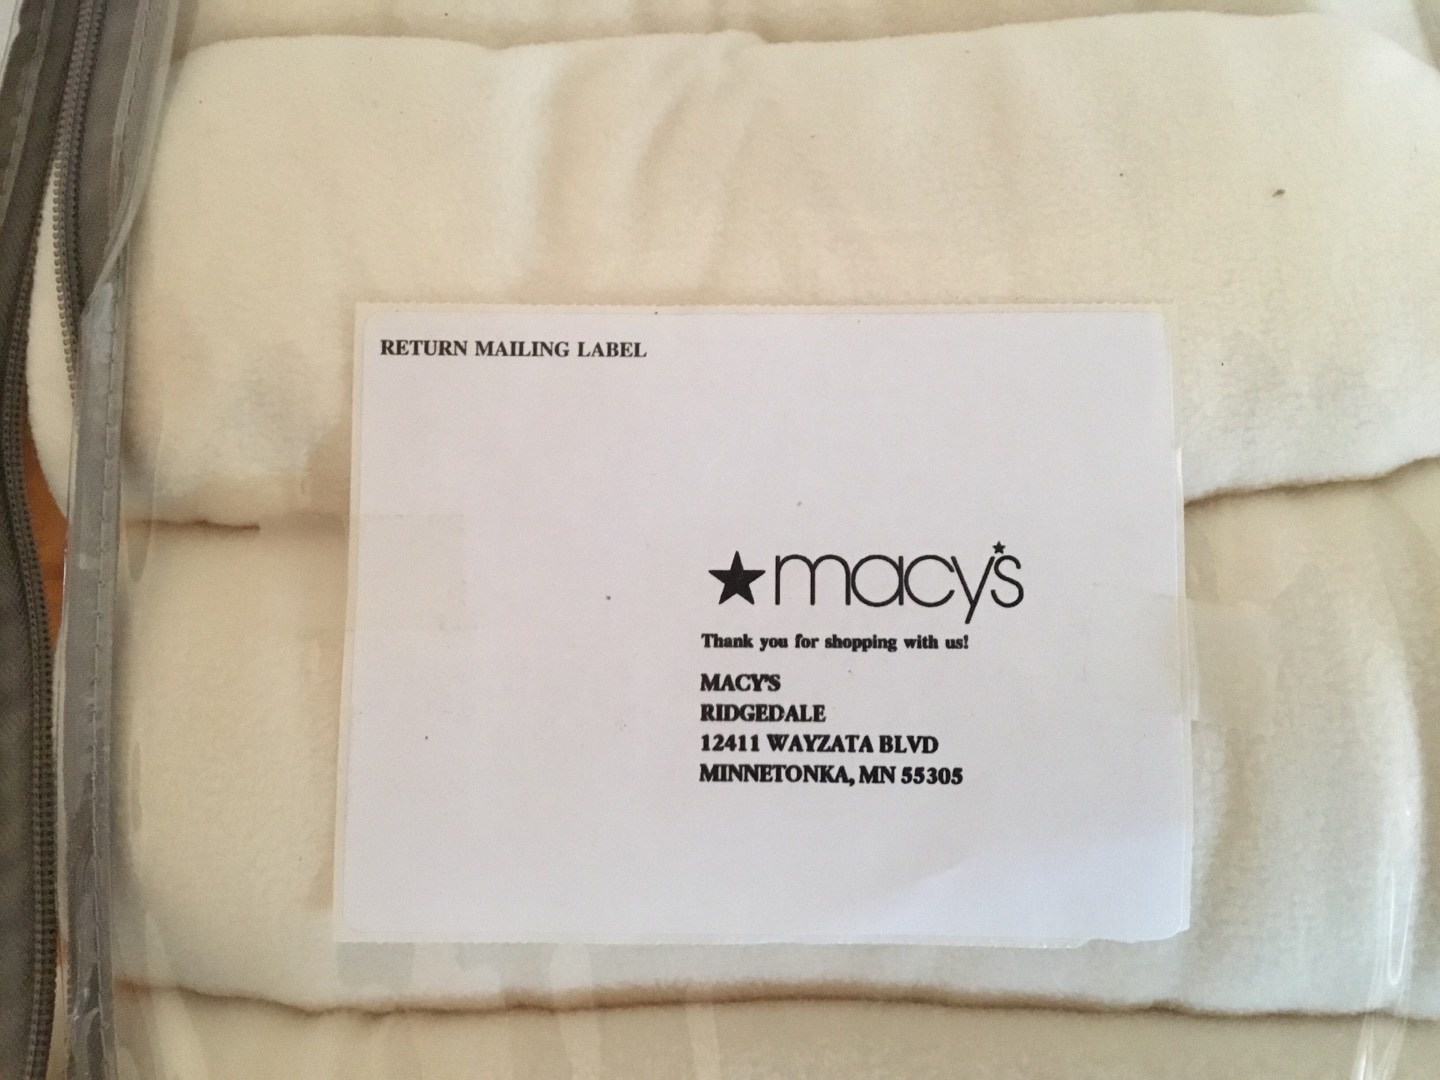 RETURN MAILING LABEL
macy's
Thank you for shopping with us!
MACY'S
RIDGEDALE
12411 WAYZATA BLVD
MINNETONKA, MN 55305